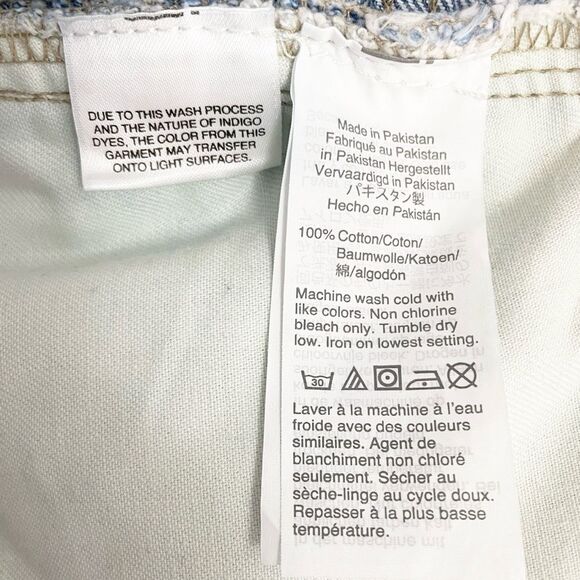 DUE TO THIS WASH PROCESS
AND THE NATURE OF INDIGO
DYES, THE COLOR FROM THIS
GARMENT MAY TRANSFER
ONTO LIGHT SURFACES.
Made in Pakistan
Fabriqué au Pakistan
in Pakistan Hergestellt
Vervaardigd in Pakistan
パキスタン製
Hecho en Pakistán
100% Cotton/Coton/
Baumwolle/Katoen/
綿/algodón
Machine wash cold with
like colors. Non chlorine
bleach only. Tumble dry
low. Iron on lowest setting.
30
Laver à la machine à l'eau
froide avec des couleurs
similaires. Agent de
blanchiment non chloré
seulement. Sécher au
sèche-linge au cycle doux.
Repasser à la plus basse
température.